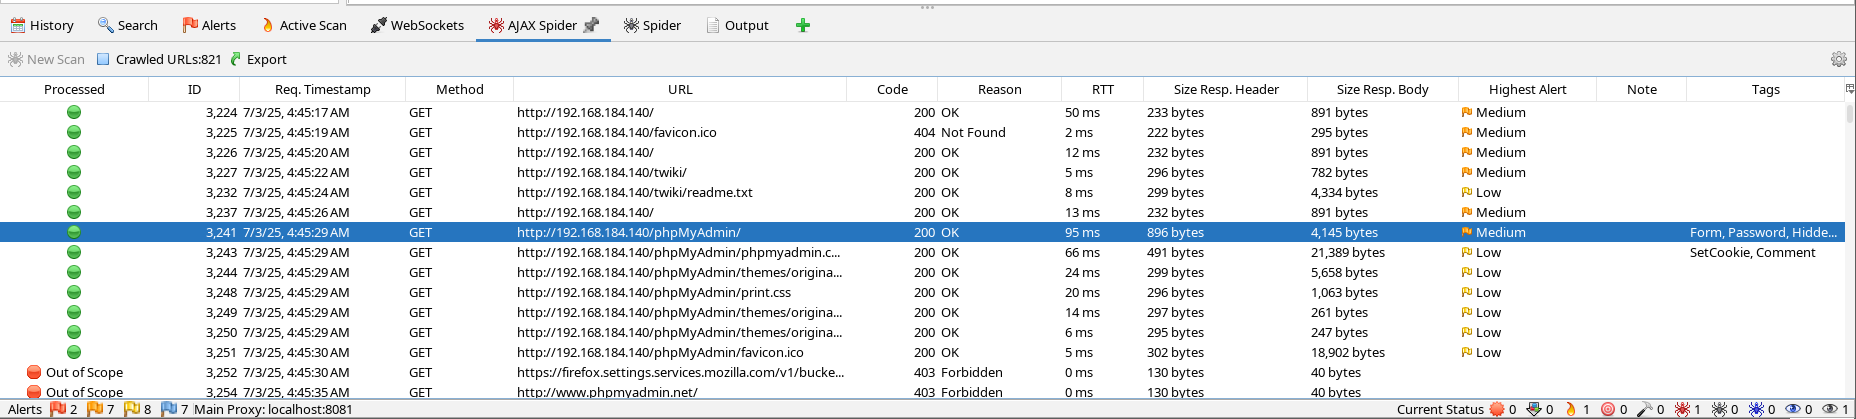 History Search Alerts Active Scan WebSockets AJAX Spider Spider Output
New Scan Crawled URLs:821 Export
Processed ID Req. Timestamp Method URL Code Reason RTT Size Resp. Header Size Resp. Body Highest Alert Note Tags
3,224 7/3/25, 4:45:17 AM GET http://192.168.184.140/ 200 OK 50 ms 233 bytes 891 bytes Medium
3,225 7/3/25, 4:45:19 AM GET http://192.168.184.140/favicon.ico 404 Not Found 2 ms 222 bytes 295 bytes Medium
3,226 7/3/25, 4:45:20 AM GET http://192.168.184.140/ 200 OK 12 ms 232 bytes 891 bytes Medium
3,227 7/3/25, 4:45:22 AM GET http://192.168.184.140/twiki/ 200 OK 5 ms 296 bytes 782 bytes Medium
3,232 7/3/25, 4:45:24 AM GET http://192.168.184.140/twiki/readme.txt 200 OK 8 ms 299 bytes 4,334 bytes Low
3,237 7/3/25, 4:45:26 AM GET http://192.168.184.140/ 200 OK 13 ms 232 bytes 891 bytes Medium
3,241 7/3/25, 4:45:29 AM GET http://192.168.184.140/phpMyAdmin/ 200 OK 95 ms 896 bytes 4,145 bytes Medium Form, Password, Hidde...
3,243 7/3/25, 4:45:29 AM GET http://192.168.184.140/phpMyAdmin/phpmyadmin.c... 200 OK 66 ms 491 bytes 21,389 bytes Low SetCookie, Comment
3,244 7/3/25, 4:45:29 AM GET http://192.168.184.140/phpMyAdmin/themes/origina... 200 OK 24 ms 299 bytes 5,658 bytes Low
3,248 7/3/25, 4:45:29 AM GET http://192.168.184.140/phpMyAdmin/print.css 200 OK 20 ms 296 bytes 1,063 bytes Low
3,249 7/3/25, 4:45:29 AM GET http://192.168.184.140/phpMyAdmin/themes/origina... 200 OK 14 ms 297 bytes 261 bytes Low
3,250 7/3/25, 4:45:29 AM GET http://192.168.184.140/phpMyAdmin/themes/origina... 200 OK 6 ms 295 bytes 247 bytes Low
3,251 7/3/25, 4:45:30 AM GET http://192.168.184.140/phpMyAdmin/favicon.ico 200 OK 5 ms 302 bytes 18,902 bytes Low
Out of Scope 3,252 7/3/25, 4:45:30 AM GET https://firefox.settings.services.mozilla.com/v1/bucke... 403 Forbidden 0 ms 130 bytes 40 bytes
Out of Scope 3,254 7/3/25, 4:45:35 AM GET http://www.phpmyadmin.net/ 403 Forbidden 0 ms 130 bytes 40 bytes
Alerts 2 7 8 7 Main Proxy: localhost:8081 Current Status 0 0 1 0 0 1 0 0 0 1